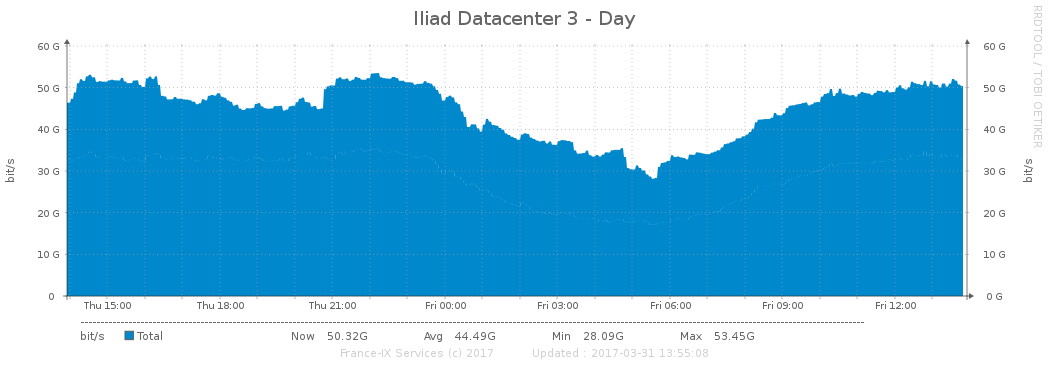 Iliad Datacenter 3 - Day
RRDTOOL / TOBI OETIKER
60 G 60 G
50 G 50 G
40 G 40 G
30 G 30 G
20 G 20 G
10 G 10 G
0 0 G
bit/s bit/s
Thu 15:00 Thu 18:00 Thu 21:00 Fri 00:00 Fri 03:00 Fri 06:00 Fri 09:00 Fri 12:00
bit/s Total Now 50.32G Avg 44.49G Min 28.09G Max 53.45G
France-IX Services (c) 2017 Updated : 2017-03-31 13:55:08